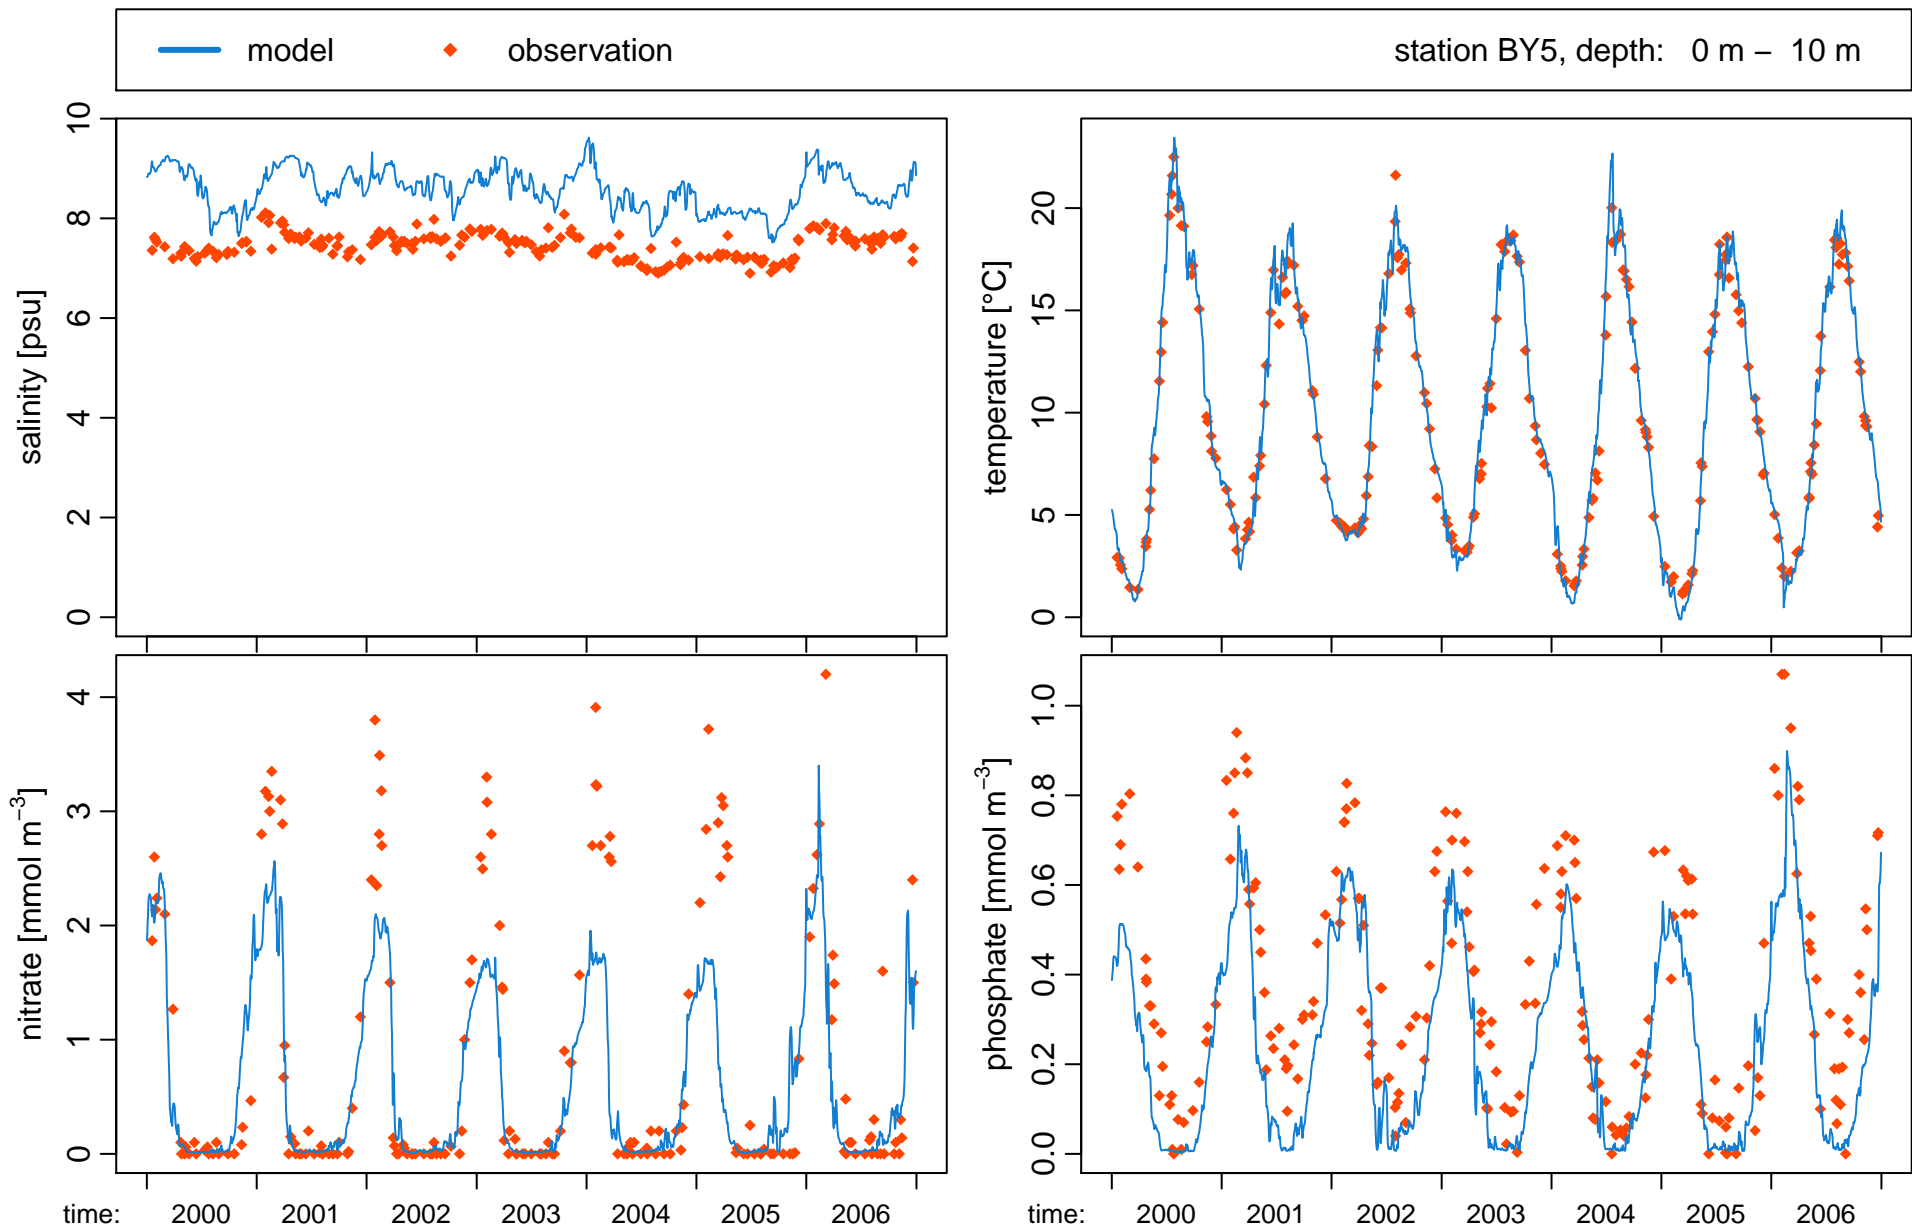 model observation station BY5, depth: 0 m – 10 m
salinity [psu]
0 2 4 6 8 10
temperature [°C]
0 5 10 15 20
nitrate [mmol m⁻³]
0 1 2 3 4
phosphate [mmol m⁻³]
0.0 0.2 0.4 0.6 0.8 1.0
time: 2000 2001 2002 2003 2004 2005 2006
time: 2000 2001 2002 2003 2004 2005 2006